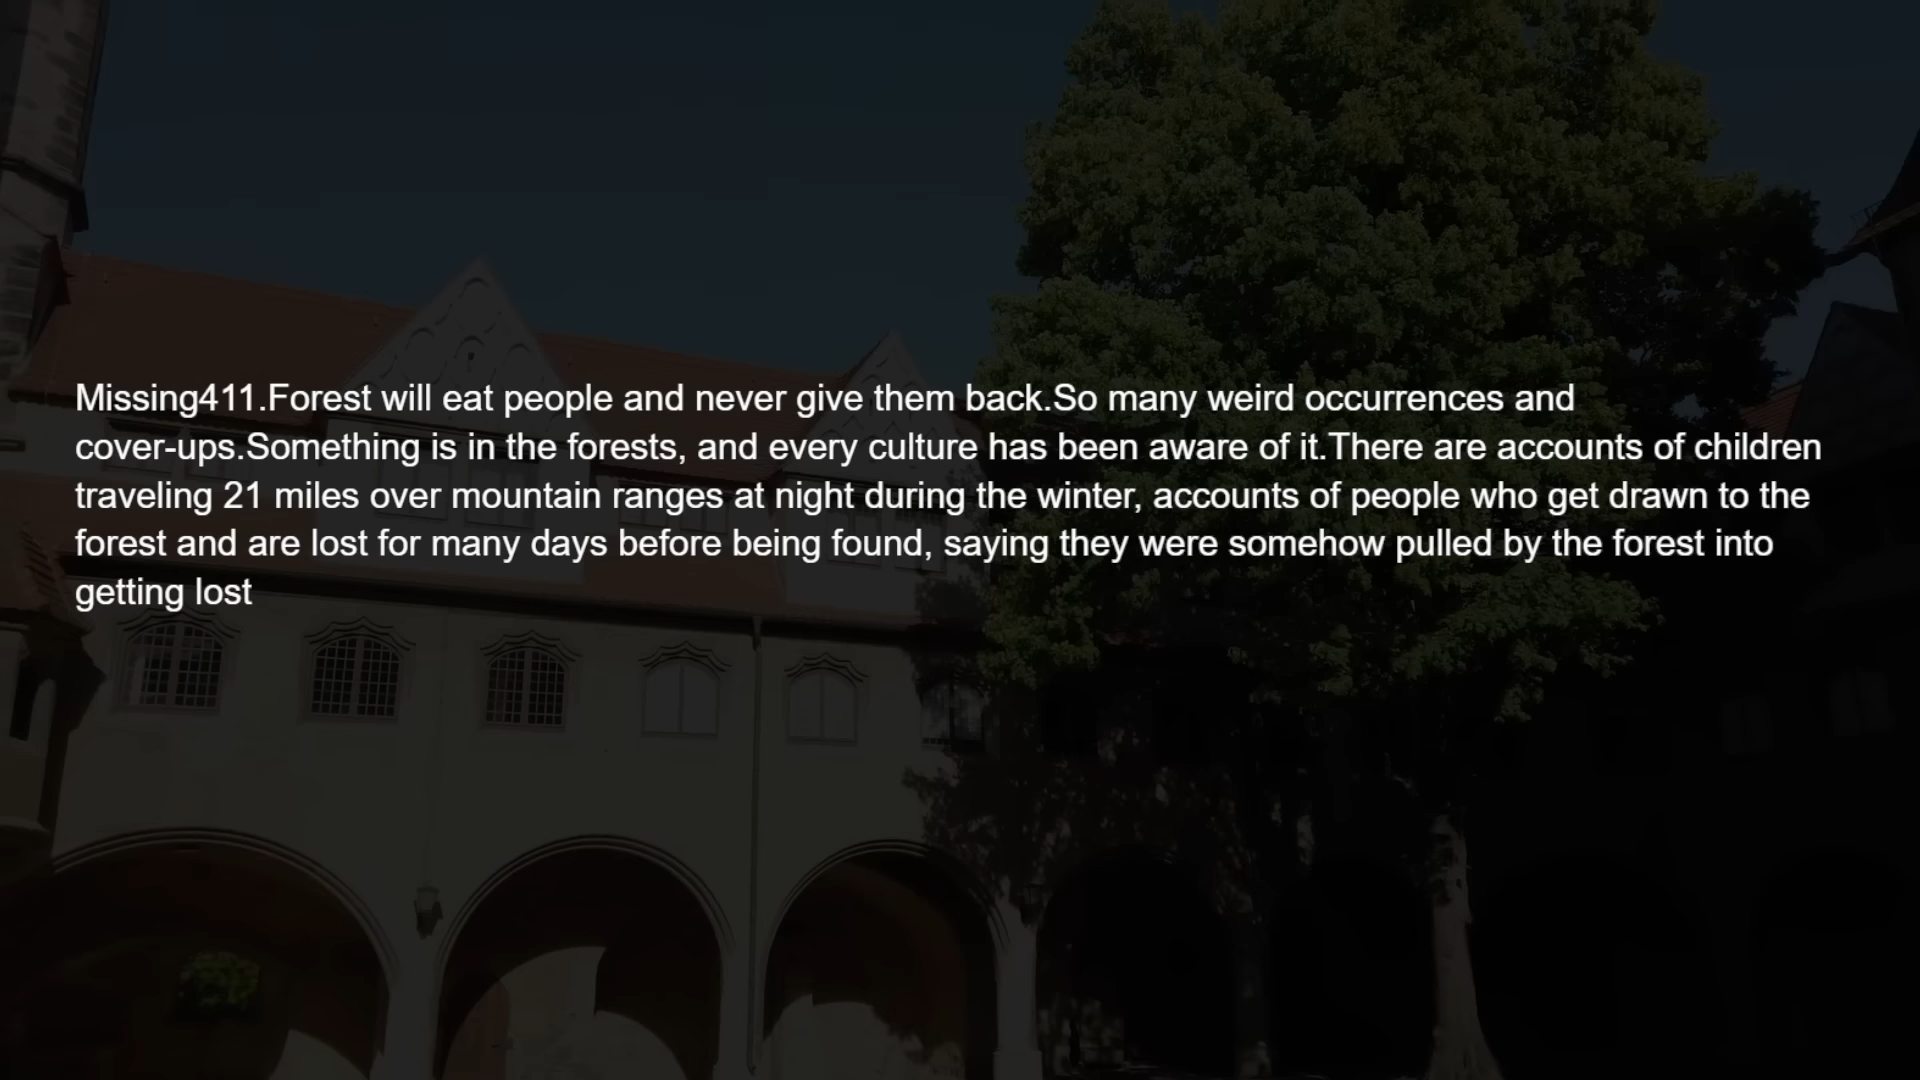 Missing411.Forest will eat people and never give them back.So many weird occurrences and
cover-ups.Something is in the forests, and every culture has been aware of it.There are accounts of children
traveling 21 miles over mountain ranges at night during the winter, accounts of people who get drawn to the
forest and are lost for many days before being found, saying they were somehow pulled by the forest into
getting lost